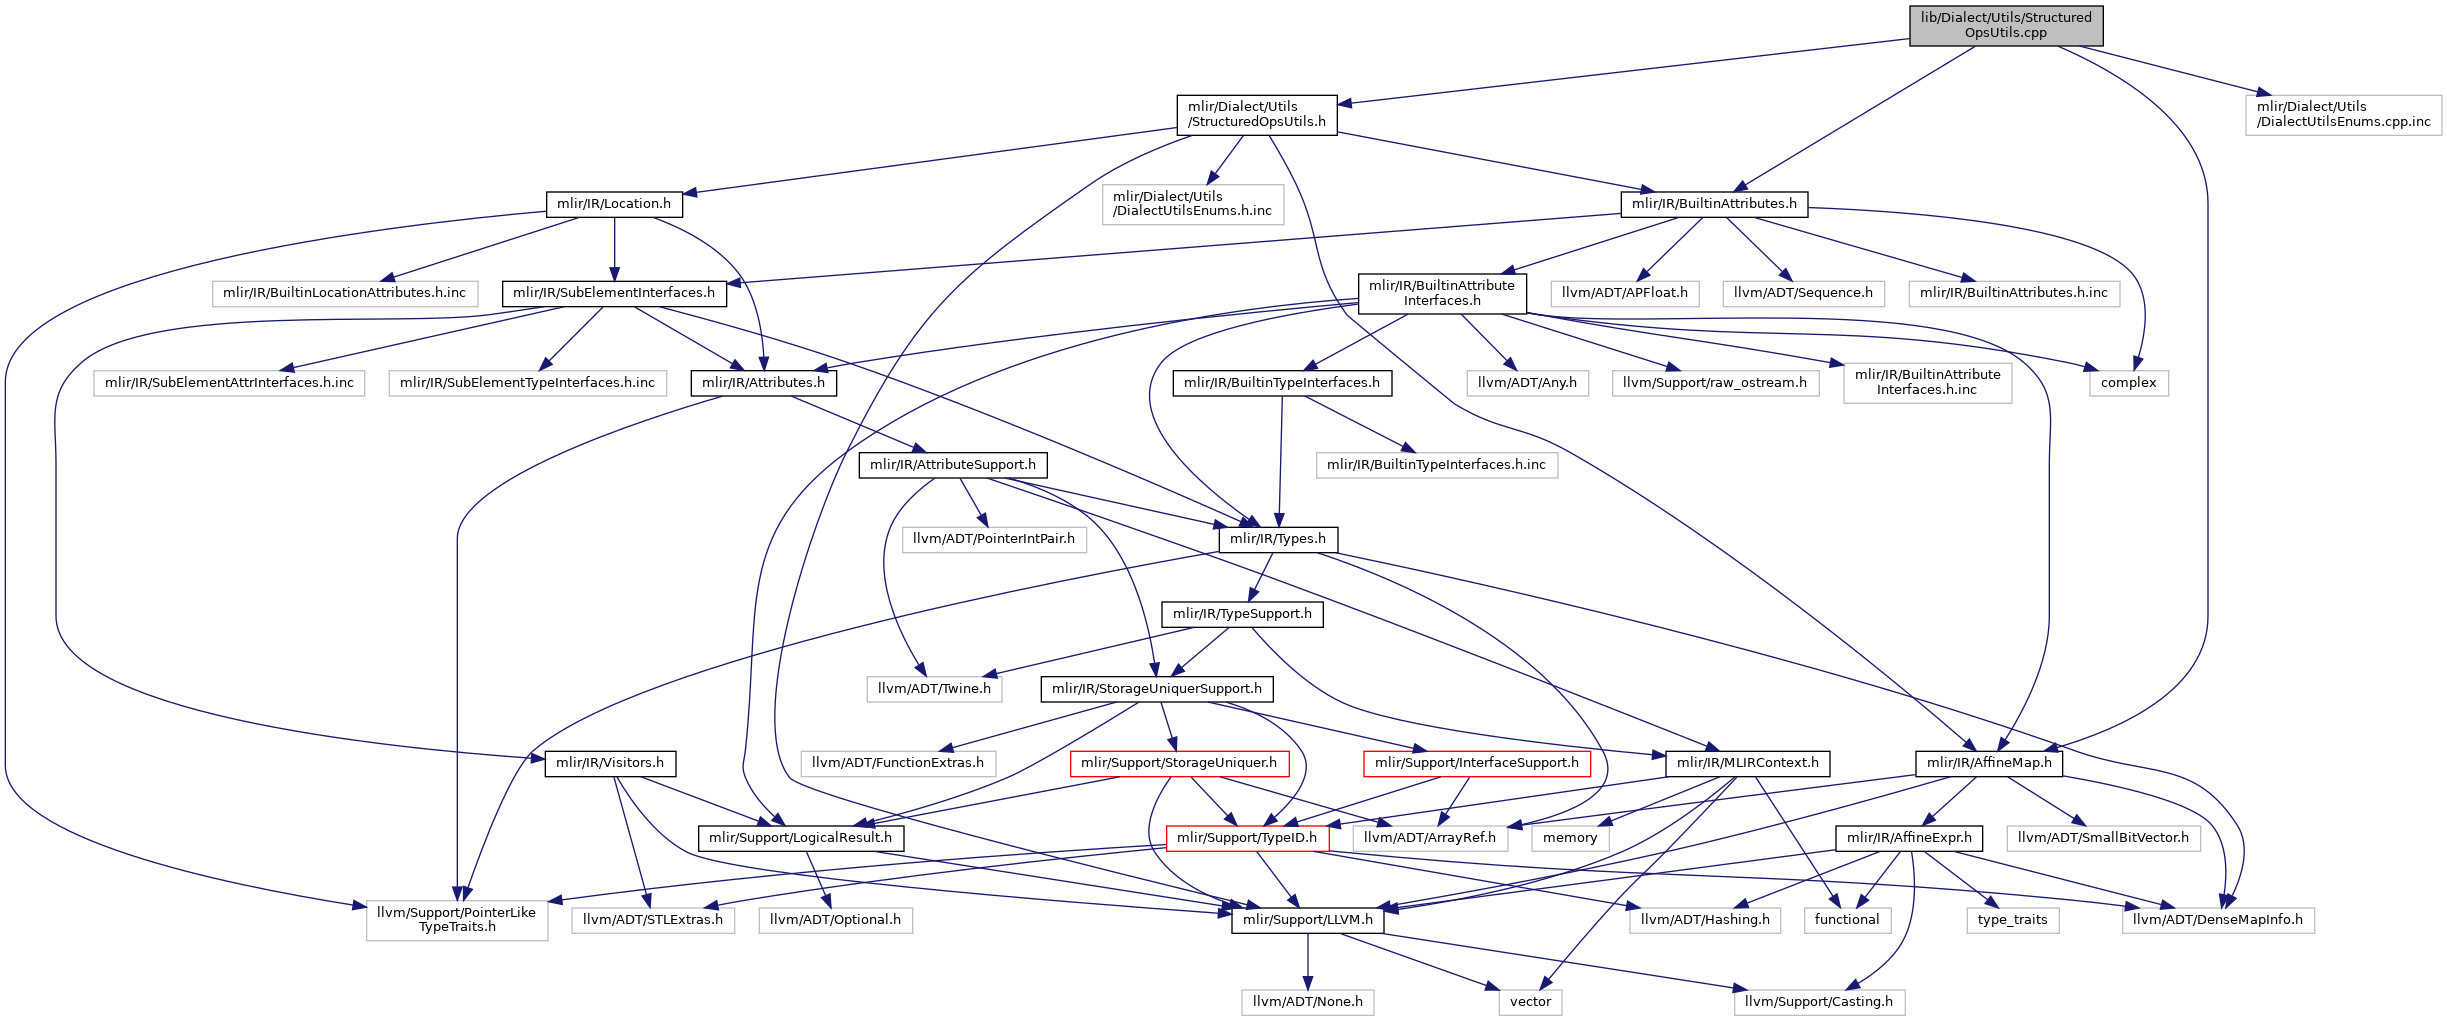 lib/Dialect/Utils/Structured
OpsUtils.cpp
mlir/Dialect/Utils
/StructuredOpsUtils.h
mlir/Dialect/Utils
/DialectUtilsEnums.cpp.inc
mlir/IR/Location.h
mlir/Dialect/Utils
/DialectUtilsEnums.h.inc
mlir/IR/BuiltinAttributes.h
mlir/IR/BuiltinLocationAttributes.h.inc
mlir/IR/SubElementInterfaces.h
mlir/IR/BuiltinAttribute
Interfaces.h
llvm/ADT/APFloat.h
llvm/ADT/Sequence.h
mlir/IR/BuiltinAttributes.h.inc
mlir/IR/SubElementAttrInterfaces.h.inc
mlir/IR/SubElementTypeInterfaces.h.inc
mlir/IR/Attributes.h
mlir/IR/BuiltinTypeInterfaces.h
llvm/ADT/Any.h
llvm/Support/raw_ostream.h
mlir/IR/BuiltinAttribute
Interfaces.h.inc
complex
mlir/IR/AttributeSupport.h
mlir/IR/BuiltinTypeInterfaces.h.inc
llvm/ADT/PointerIntPair.h
mlir/IR/Types.h
mlir/IR/TypeSupport.h
llvm/ADT/Twine.h
mlir/IR/StorageUniquerSupport.h
mlir/IR/Visitors.h
llvm/ADT/FunctionExtras.h
mlir/Support/StorageUniquer.h
mlir/Support/InterfaceSupport.h
mlir/IR/MLIRContext.h
mlir/IR/AffineMap.h
mlir/Support/LogicalResult.h
mlir/Support/TypeID.h
llvm/ADT/ArrayRef.h
memory
mlir/IR/AffineExpr.h
llvm/ADT/SmallBitVector.h
llvm/Support/PointerLike
TypeTraits.h
llvm/ADT/STLExtras.h
llvm/ADT/Optional.h
mlir/Support/LLVM.h
llvm/ADT/Hashing.h
functional
type_traits
llvm/ADT/DenseMapInfo.h
llvm/ADT/None.h
vector
llvm/Support/Casting.h